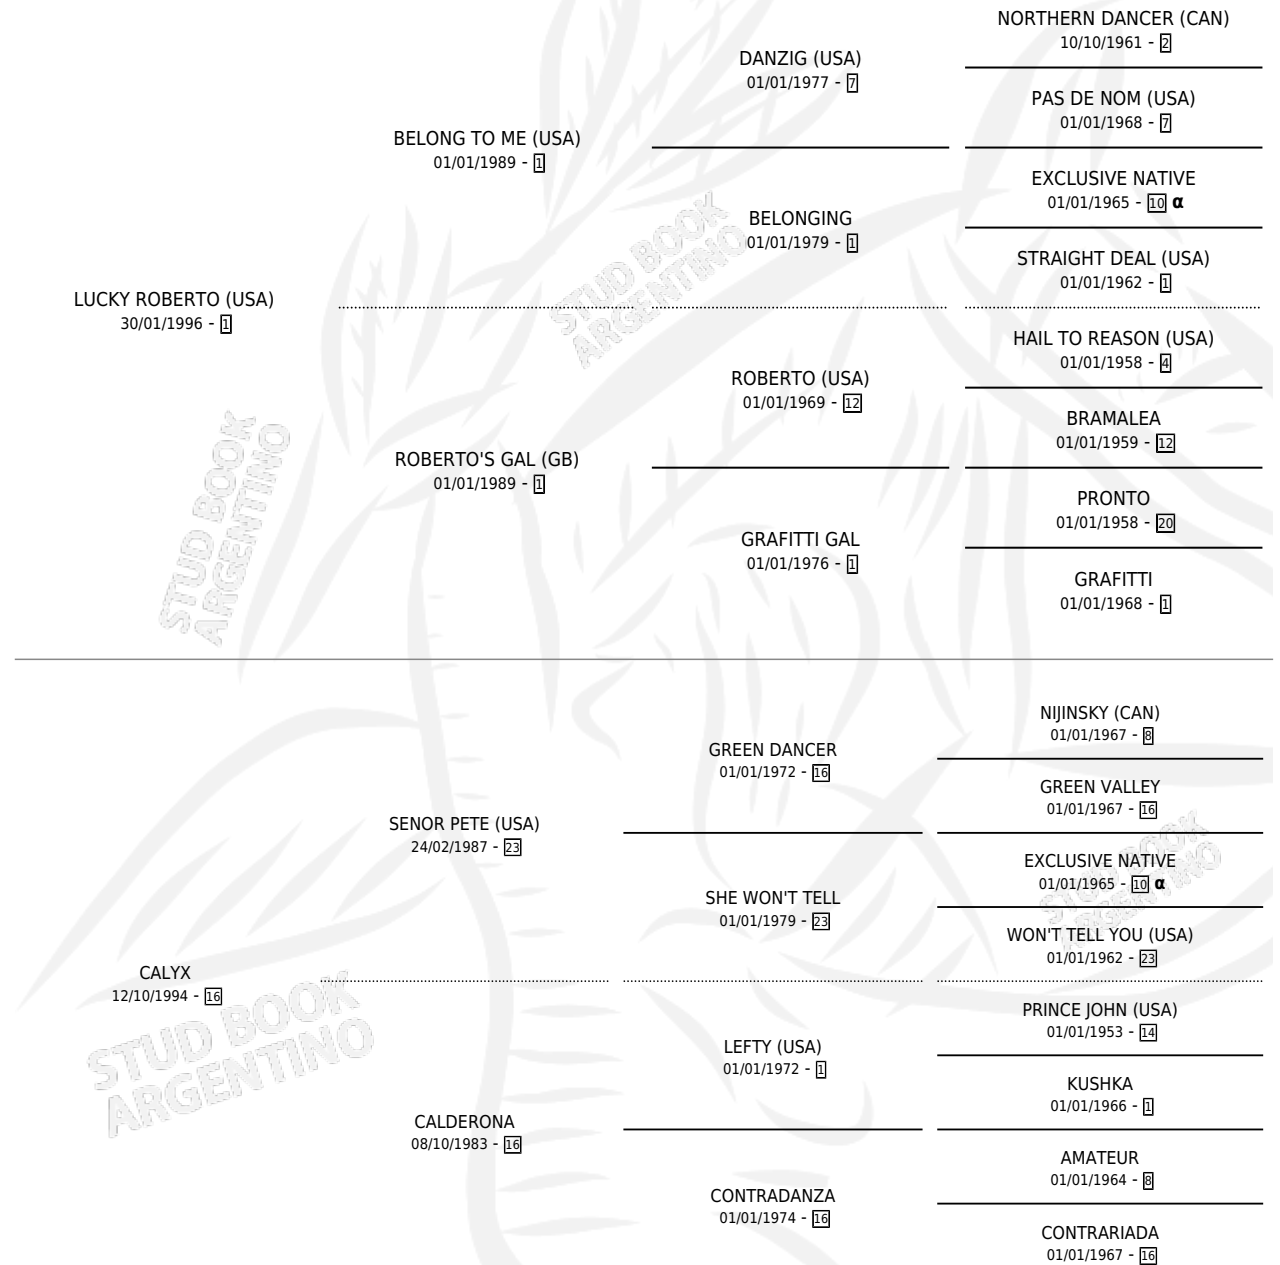 NORTHERN DANCER (CAN)
10/10/1961 - 2
DANZIG (USA)
01/01/1977 - 7
PAS DE NOM (USA)
01/01/1968 - 7
BELONG TO ME (USA)
01/01/1989 - 1
EXCLUSIVE NATIVE
01/01/1965 - 10 α
BELONGING
01/01/1979 - 1
STRAIGHT DEAL (USA)
01/01/1962 - 1
LUCKY ROBERTO (USA)
30/01/1996 - 1
HAIL TO REASON (USA)
01/01/1958 - 4
ROBERTO (USA)
01/01/1969 - 12
BRAMALEA
01/01/1959 - 12
ROBERTO'S GAL (GB)
01/01/1989 - 1
PRONTO
01/01/1958 - 20
GRAFITTI GAL
01/01/1976 - 1
GRAFITTI
01/01/1968 - 1
NIJINSKY (CAN)
01/01/1967 - 8
GREEN DANCER
01/01/1972 - 16
GREEN VALLEY
01/01/1967 - 16
SENOR PETE (USA)
24/02/1987 - 23
EXCLUSIVE NATIVE
01/01/1965 - 10 α
SHE WON'T TELL
01/01/1979 - 23
WON'T TELL YOU (USA)
01/01/1962 - 23
CALYX
12/10/1994 - 16
PRINCE JOHN (USA)
01/01/1953 - 14
LEFTY (USA)
01/01/1972 - 1
KUSHKA
01/01/1966 - 1
CALDERONA
08/10/1983 - 16
AMATEUR
01/01/1964 - 8
CONTRADANZA
01/01/1974 - 16
CONTRARIADA
01/01/1967 - 16
STUD BOOK
ARGENTINO
STUD BOOK
ARGENTINO
STUD BOOK
ARGENTINO
STUD BOOK
ARGENTINO